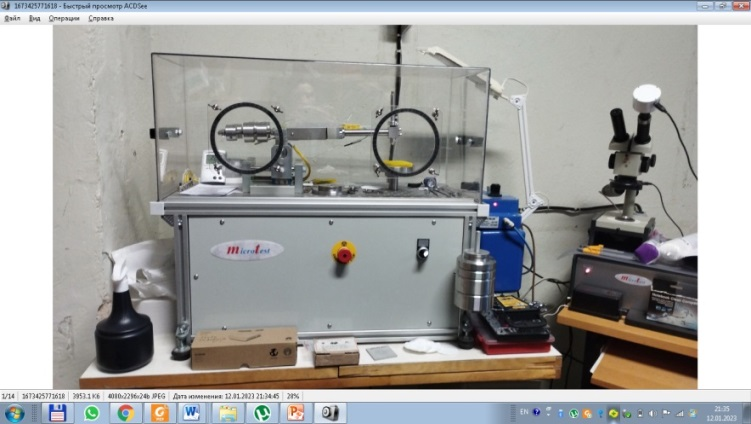 1673425771618 - Быстрый просмотр ACDSee
Файл Вид Операции Справка
microtest
1/14 1673425771618 3953.1 Кб 4080x2296x24b JPEG Дата изменения: 12.01.2023 21:34:45 28%
EN
21:35
12.01.2023